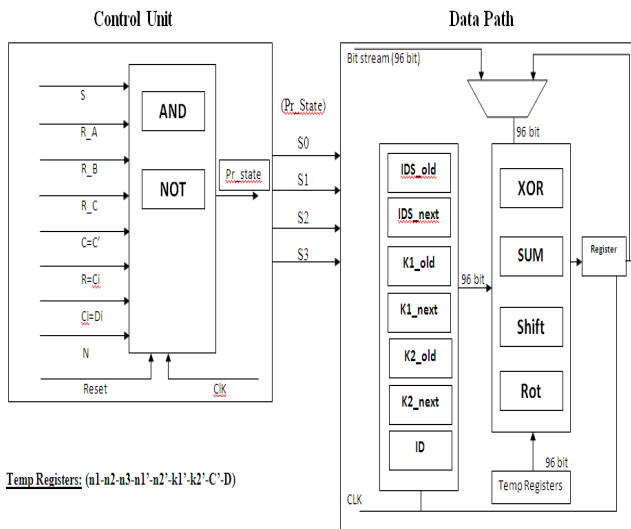 Control Unit
Data Path
S
R_A
R_B
R_C
C=C'
R=Ci
Ci=Di
N
Reset
ClK
AND
NOT
Pr_state
(Pr_State)
S0
S1
S2
S3
Bit stream (96 bit)
96 bit
IDS_old
IDS_next
K1_old
K1_next
K2_old
K2_next
ID
96 bit
XOR
SUM
Shift
Rot
Register
96 bit
Temp Registers
CLK
Temp Registers: (n1-n2-n3-n1'-n2'-k1'-k2'-C'-D)